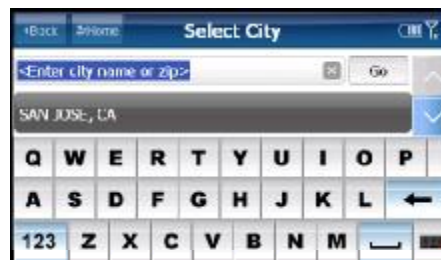 Back Home Select City
<Enter city name or zip> Go
SAN JOSE, CA
Q W E R T Y U I O P
A S D F G H J K L
123 Z X C V B N M